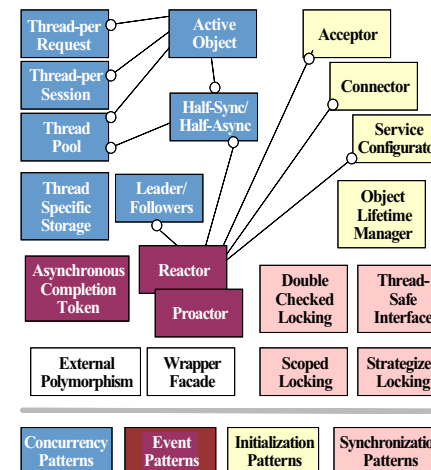 Thread-per
Request
Active
Object
Acceptor
Thread-per
Session
Connector
Half-Sync/
Half-Async
Thread
Pool
Service
Configurato
Thread
Specific
Storage
Leader/
Followers
Object
Lifetime
Manager
Asynchronous
Completion
Token
Reactor
Proactor
Double
Checked
Locking
Thread-
Safe
Interface
External
Polymorphism
Wrapper
Facade
Scoped
Locking
Strategize
Locking
Concurrency
Patterns
Event
Patterns
Initialization
Patterns
Synchronizatio
Patterns